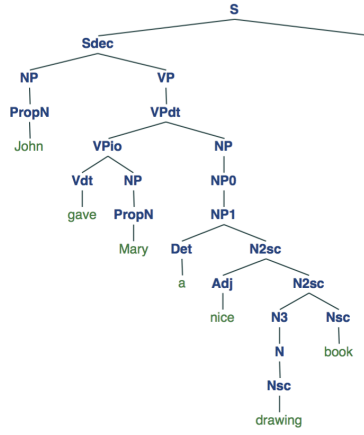 S
Sdec
NP VP
PropN VPdt
John VPio NP
Vdt NP NP0
gave PropN NP1
Mary Det N2sc
a Adj N2sc
nice N3 Nsc
N book
Nsc
drawing